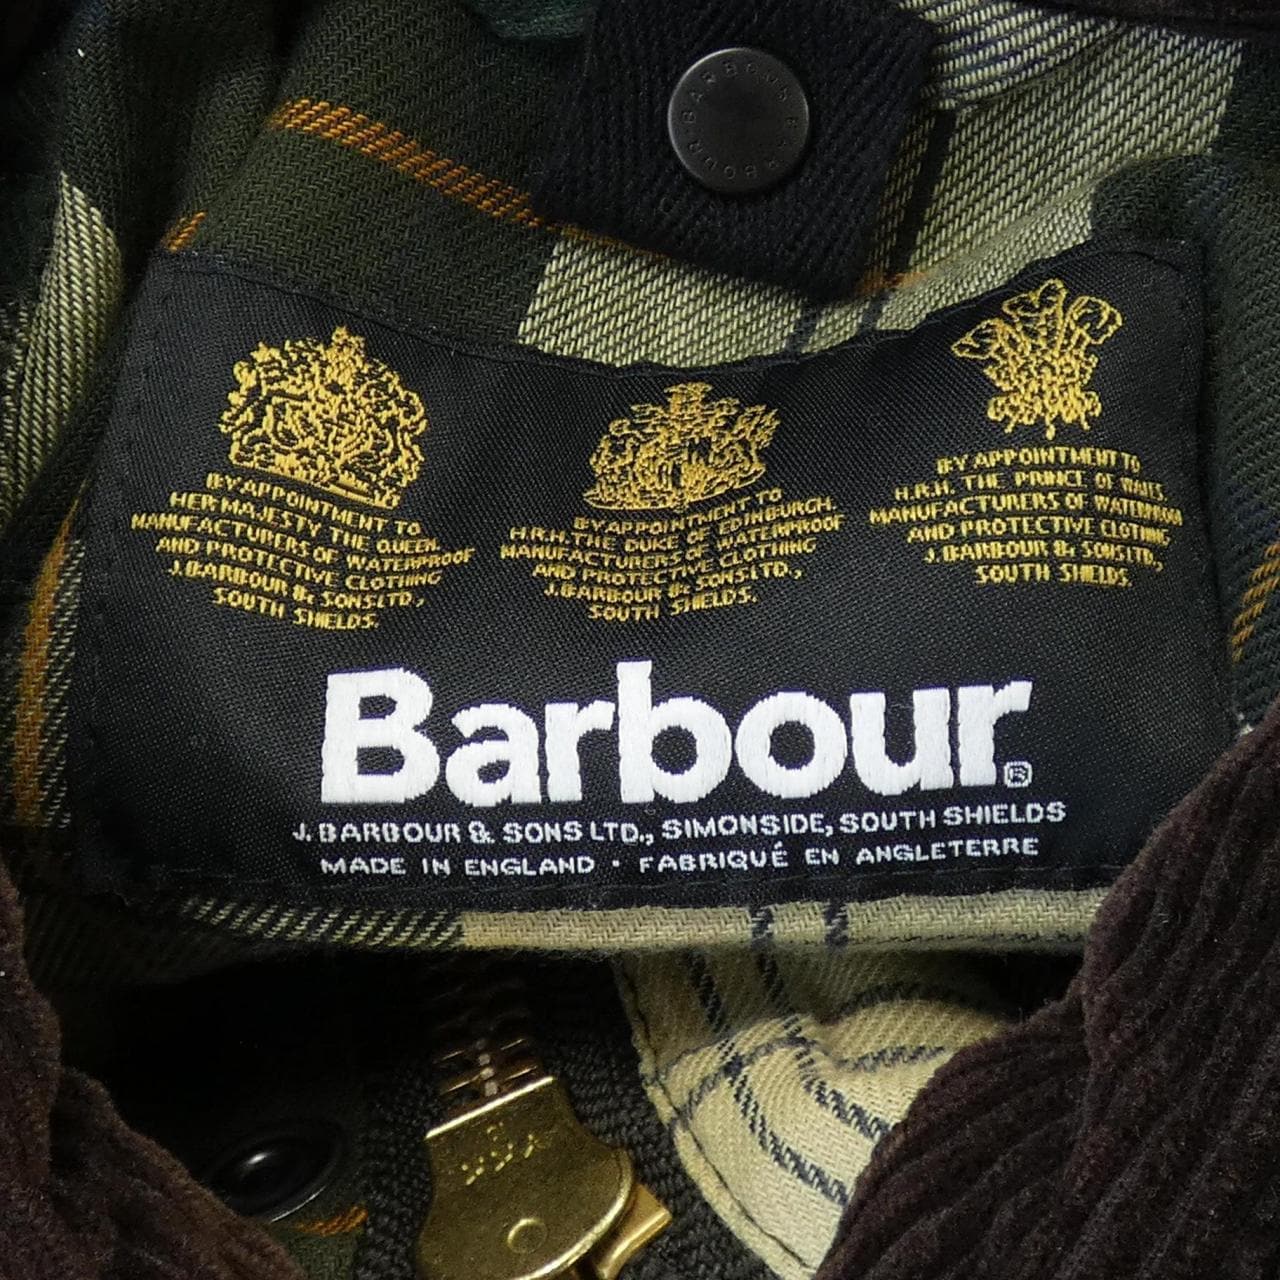 BARBOUR BARBOUR
BY APPOINTMENT TO
HER MAJESTY THE QUEEN.
MANUFACTURERS OF WATERPROOF
AND PROTECTIVE CLOTHING
J. BARBOUR & SONS LTD.,
SOUTH SHIELDS.
BY APPOINTMENT TO
H.R.H. THE DUKE OF EDINBURGH.
MANUFACTURERS OF WATERPROOF
AND PROTECTIVE CLOTHING
J. BARBOUR & SONS LTD.,
SOUTH SHIELDS.
BY APPOINTMENT TO
H.R.H. THE PRINCE OF WALES.
MANUFACTURERS OF WATERPROOF
AND PROTECTIVE CLOTHING
J. BARBOUR & SONS LTD.,
SOUTH SHIELDS.
Barbour®
J. BARBOUR & SONS LTD., SIMONSIDE, SOUTH SHIELDS
MADE IN ENGLAND · FABRIQUÉ EN ANGLETERRE